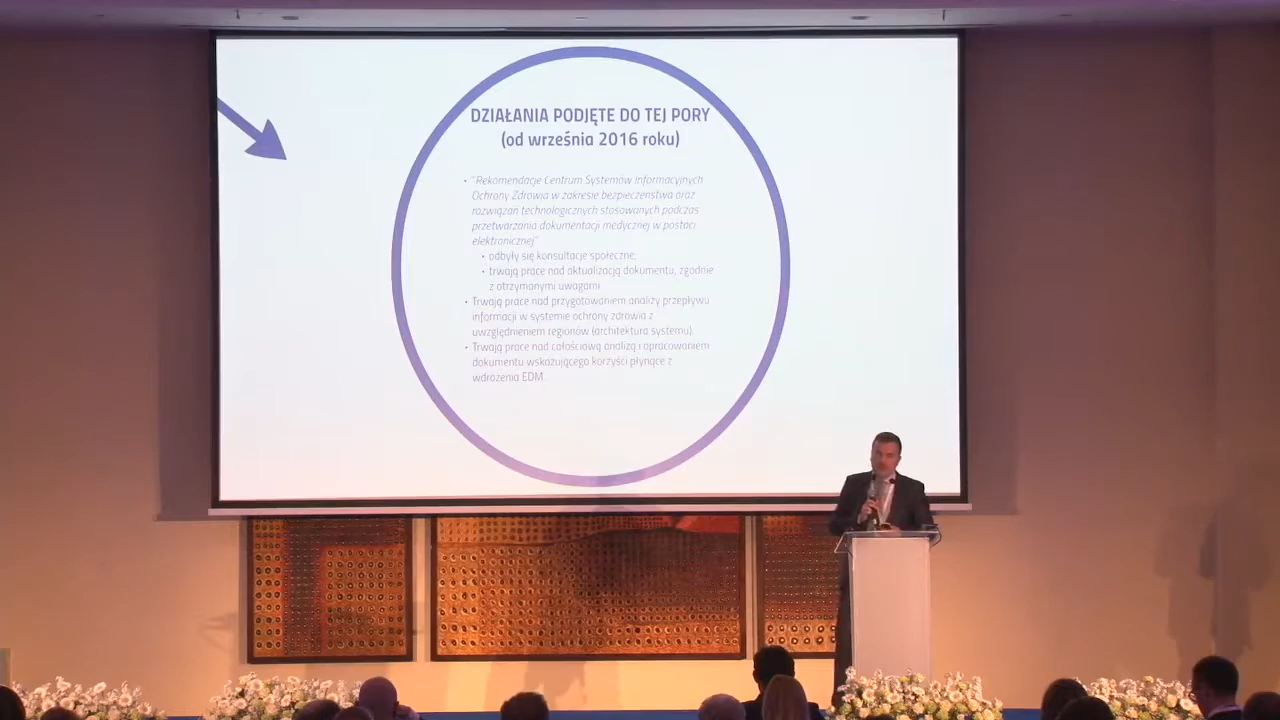 DZIAŁANIA PODJĘTE DO TEJ PORY
(od września 2016 roku)
• "Rekomendacje Centrum Systemów Informacyjnych
Ochrony Zdrowia w zakresie bezpieczeństwa oraz
rozwiązań technologicznych stosowanych podczas
przetwarzania dokumentacji medycznej w postaci
elektronicznej"
• odbyły się konsultacje społeczne,
• trwają prace nad aktualizacją dokumentu, zgodnie
z otrzymanymi uwagami
• Trwają prace nad przygotowaniem analizy przepływu
informacji w systemie ochrony zdrowia z
uwzględnieniem regionów (architektura systemu).
• Trwają prace nad całościową analizą i opracowaniem
dokumentu wskazującego korzyści płynące z
wdrożenia EDM